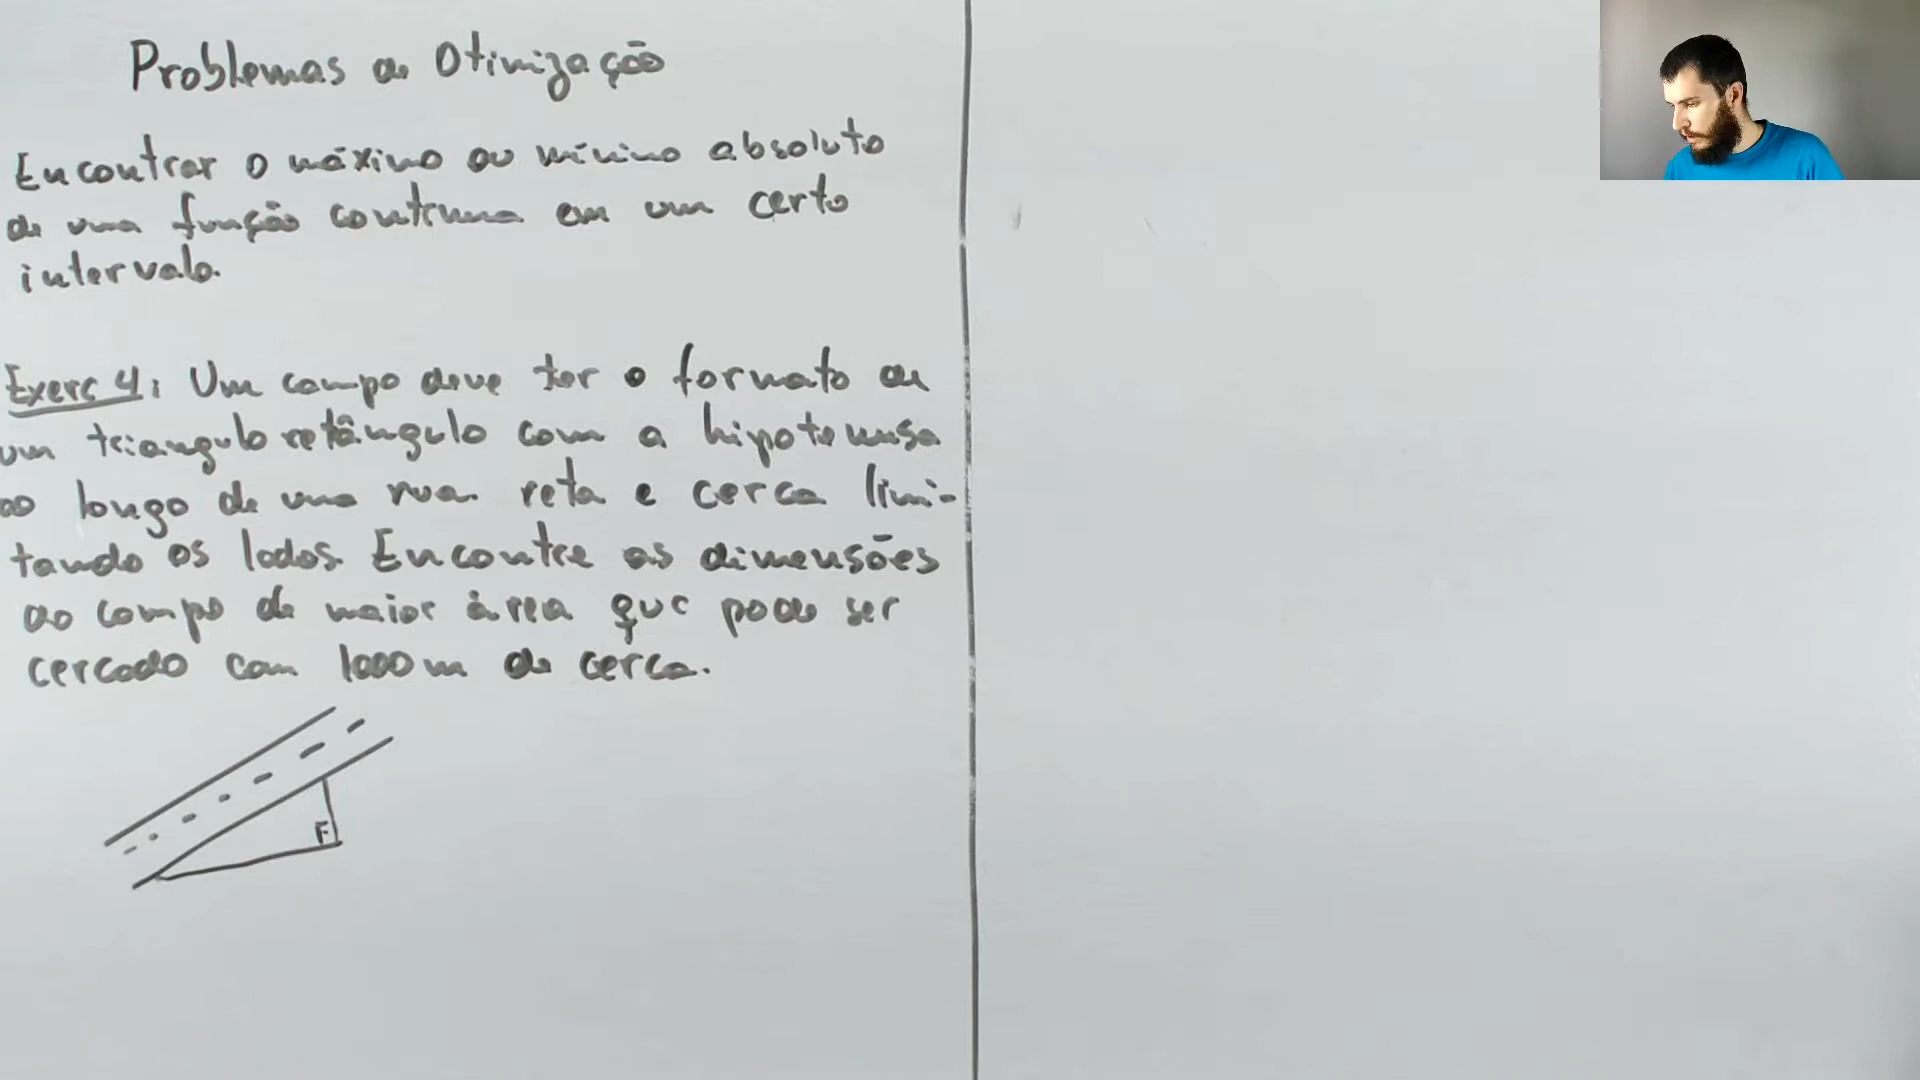 Problemas de Otimização
Encontrar o máximo ou mínimo absoluto
de uma função contínua em um certo
intervalo.
Exerc 4: Um campo deve ter o formato de
um triangulo retângulo com a hipotenusa
ao longo de uma rua reta e cerca limi-
tando os lados. Encontre as dimensões
do campo de maior área que pode ser
cercado com 1000m de cerca.